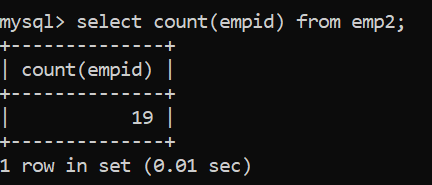 mysql> select count(empid) from emp2;
+--------------+
| count(empid) |
+--------------+
|           19 |
+--------------+
1 row in set (0.01 sec)